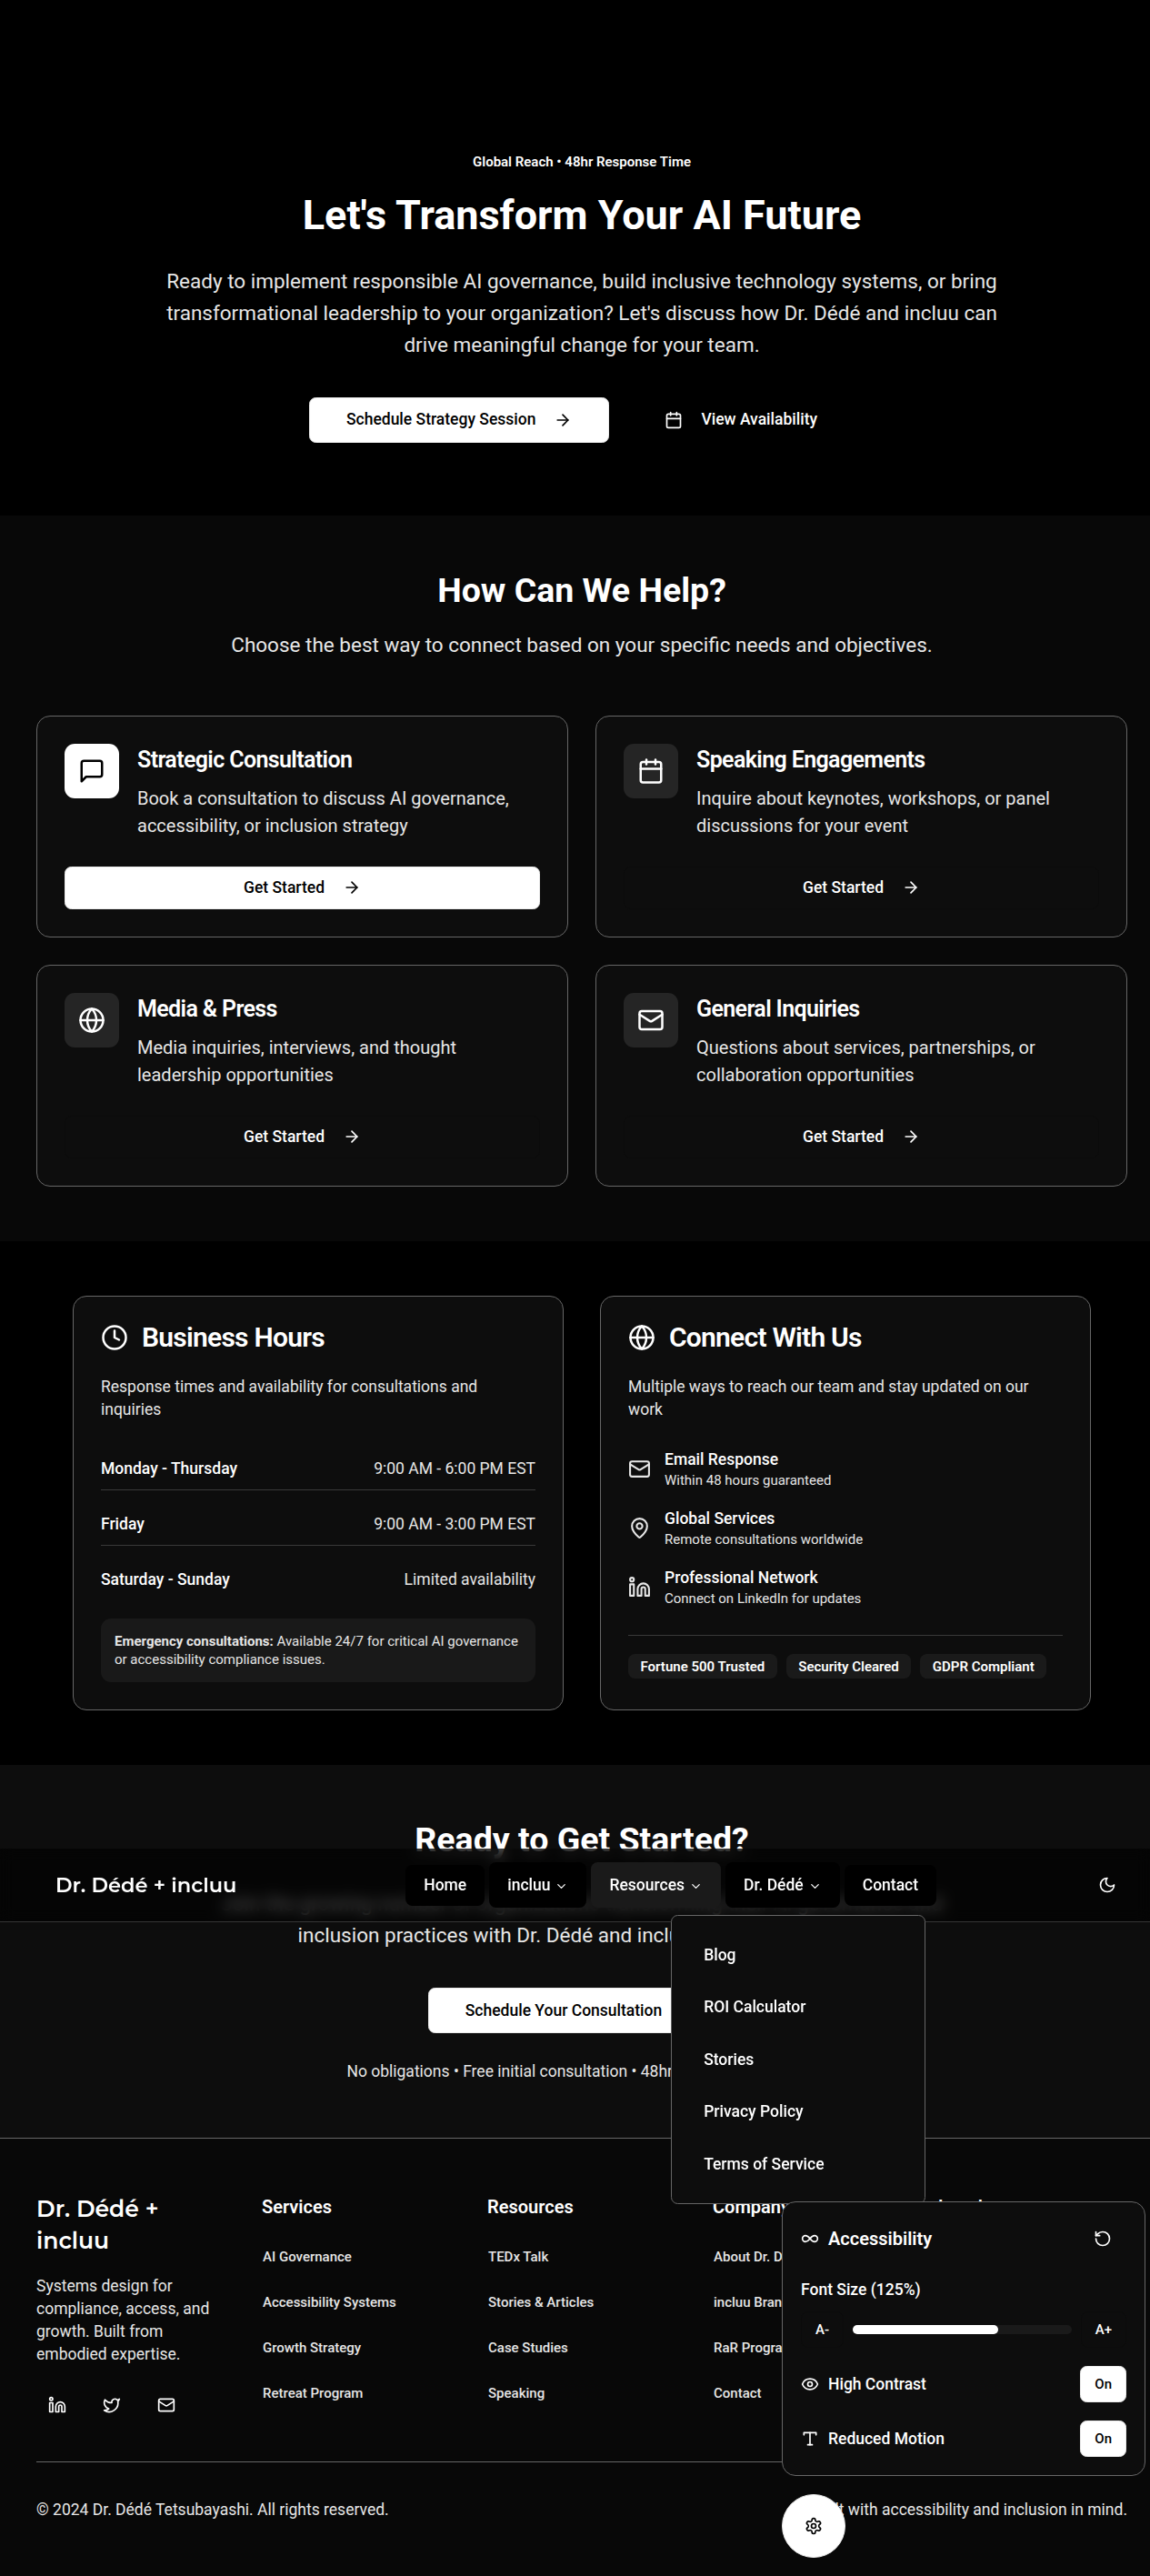 Global Reach • 48hr Response Time
Let's Transform Your AI Future
Ready to implement responsible AI governance, build inclusive technology systems, or bring
transformational leadership to your organization? Let's discuss how Dr. Dédé and incluu can
drive meaningful change for your team.
Schedule Strategy Session
View Availability
How Can We Help?
Choose the best way to connect based on your specific needs and objectives.
Strategic Consultation
Book a consultation to discuss AI governance,
accessibility, or inclusion strategy
Get Started
Speaking Engagements
Inquire about keynotes, workshops, or panel
discussions for your event
Get Started
Media & Press
Media inquiries, interviews, and thought
leadership opportunities
Get Started
General Inquiries
Questions about services, partnerships, or
collaboration opportunities
Get Started
Business Hours
Response times and availability for consultations and
inquiries
Monday - Thursday 9:00 AM - 6:00 PM EST
Friday 9:00 AM - 3:00 PM EST
Saturday - Sunday Limited availability
Emergency consultations: Available 24/7 for critical AI governance
or accessibility compliance issues.
Connect With Us
Multiple ways to reach our team and stay updated on our
work
Email Response
Within 48 hours guaranteed
Global Services
Remote consultations worldwide
Professional Network
Connect on LinkedIn for updates
Fortune 500 Trusted
Security Cleared
GDPR Compliant
Ready to Get Started?
Dr. Dédé + incluu
Home
incluu
Resources
Dr. Dédé
Contact
inclusion practices with Dr. Dédé and
Schedule Your Consultation
No obligations • Free initial consultation • 48hr
Blog
ROI Calculator
Stories
Privacy Policy
Terms of Service
Dr. Dédé +
incluu
Systems design for
compliance, access, and
growth. Built from
embodied expertise.
Services
AI Governance
Accessibility Systems
Growth Strategy
Retreat Program
Resources
TEDx Talk
Stories & Articles
Case Studies
Speaking
Company
About Dr.
incluu
RaR
Contact
Accessibility
Font Size (125%)
A-
A+
High Contrast
On
Reduced Motion
On
© 2024 Dr. Dédé Tetsubayashi. All rights reserved.
with accessibility and inclusion in mind.